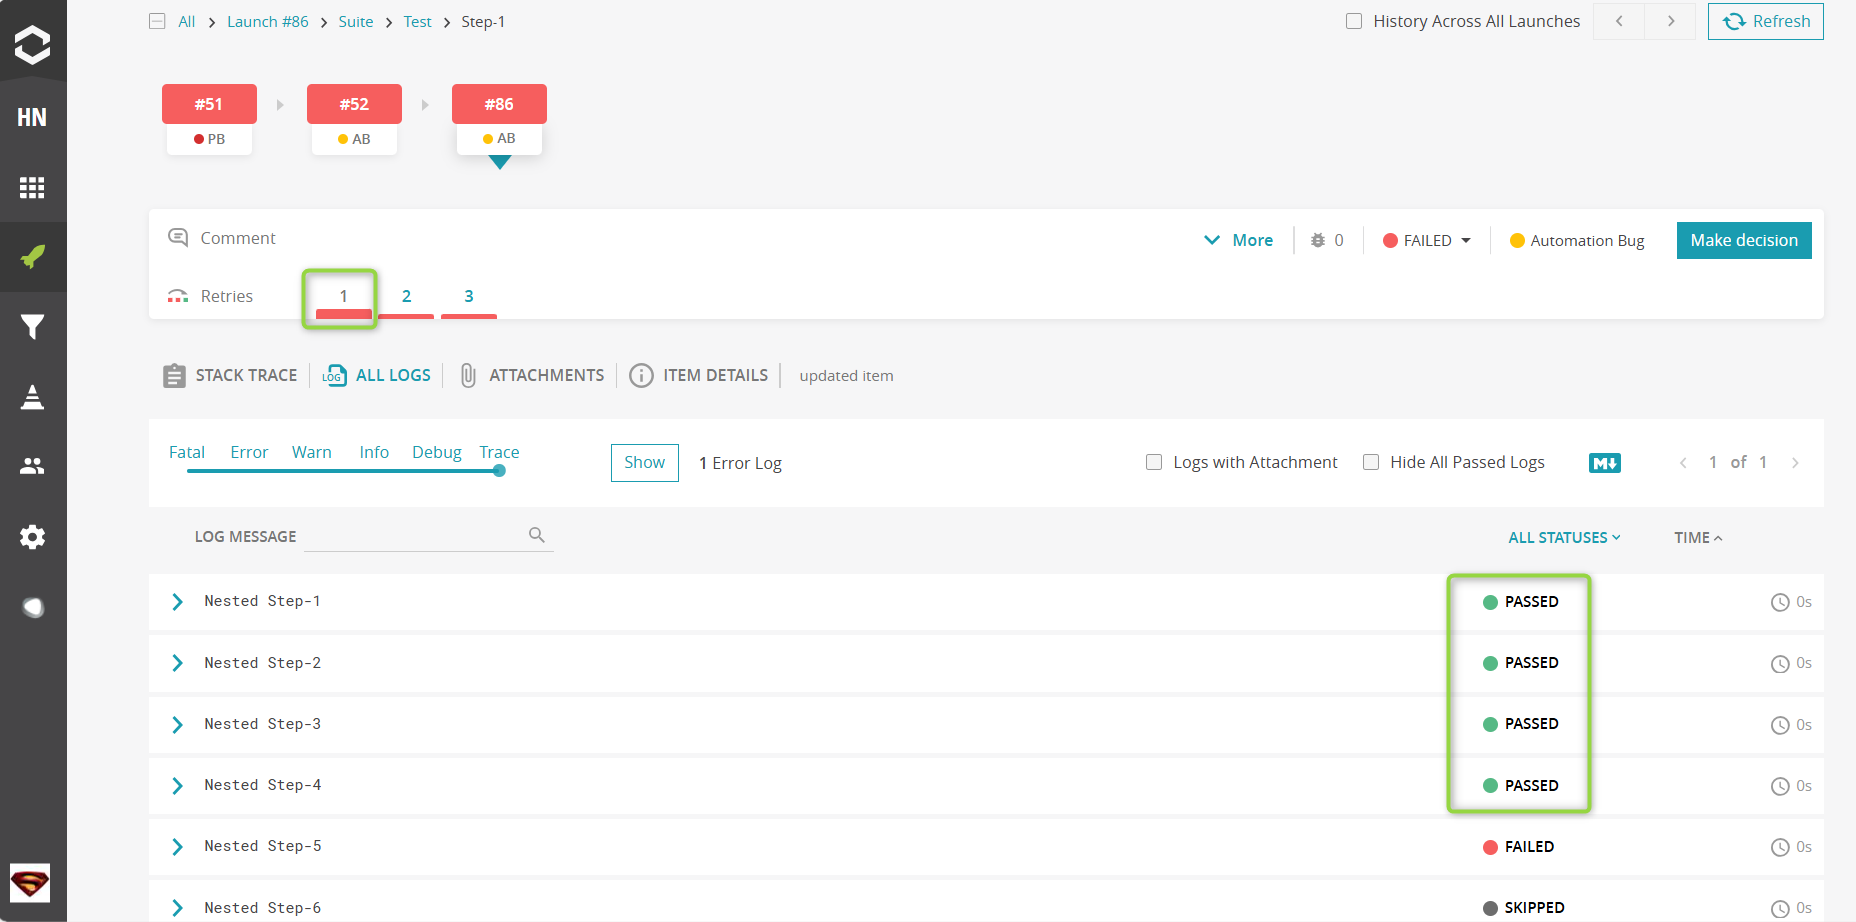 All > Launch #86 > Suite > Test > Step-1
History Across All Launches
Refresh
HN
#51
#52
#86
PB
AB
AB
Comment
More
0
FAILED
Automation Bug
Make decision
Retries
1
2
3
STACK TRACE
LOG
ALL LOGS
ATTACHMENTS
ITEM DETAILS
updated item
Fatal Error Warn Info Debug Trace
Show
1 Error Log
Logs with Attachment
Hide All Passed Logs
M
1 of 1
LOG MESSAGE
ALL STATUSES
TIME
Nested Step-1 PASSED 0s
Nested Step-2 PASSED 0s
Nested Step-3 PASSED 0s
Nested Step-4 PASSED 0s
Nested Step-5 FAILED 0s
Nested Step-6 SKIPPED 0s